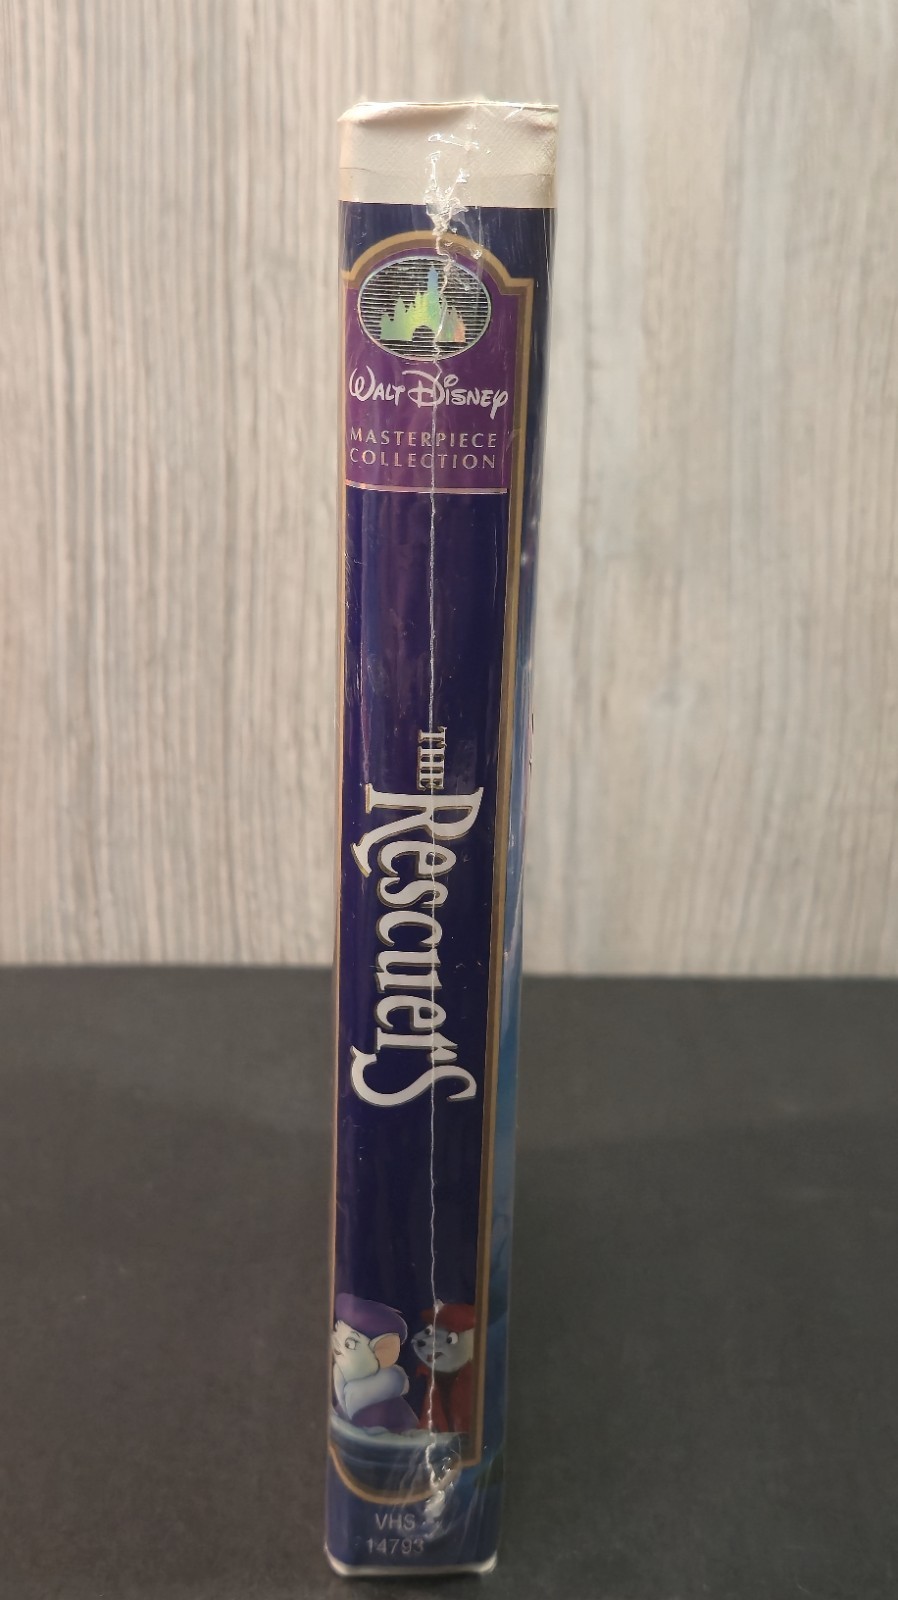 Walt Disney
MASTERPIECE
COLLECTION
THE
Rescuers
VHS
14793